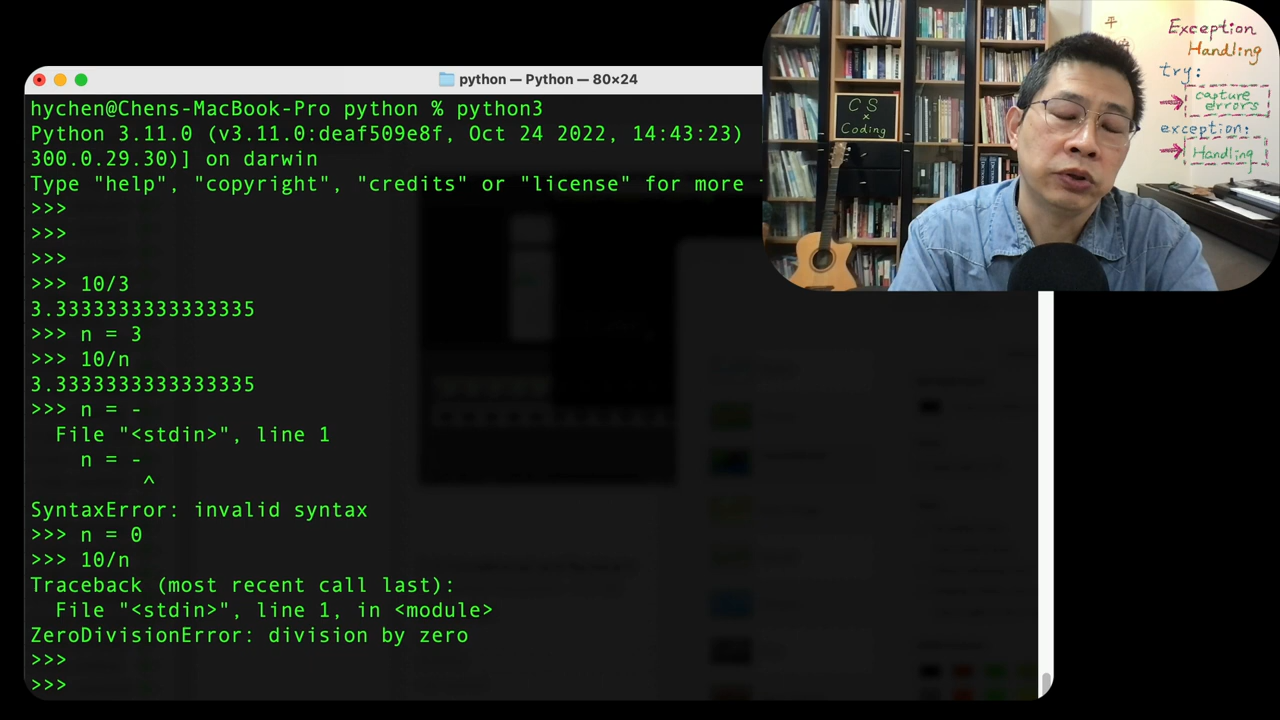 python — Python — 80×24
hychen@Chens-MacBook-Pro python % python3
Python 3.11.0 (v3.11.0:deaf509e8f, Oct 24 2022, 14:43:23)
300.0.29.30)] on darwin
Type "help", "copyright", "credits" or "license" for more
>>>
>>>
>>>
>>> 10/3
3.3333333333333335
>>> n = 3
>>> 10/n
3.3333333333333335
>>> n = -
  File "<stdin>", line 1
    n = -
         ^
SyntaxError: invalid syntax
>>> n = 0
>>> 10/n
Traceback (most recent call last):
  File "<stdin>", line 1, in <module>
ZeroDivisionError: division by zero
>>>
>>>
CS
x
Coding
平
Exception
Handling
try:
capture
errors
exception:
Handling